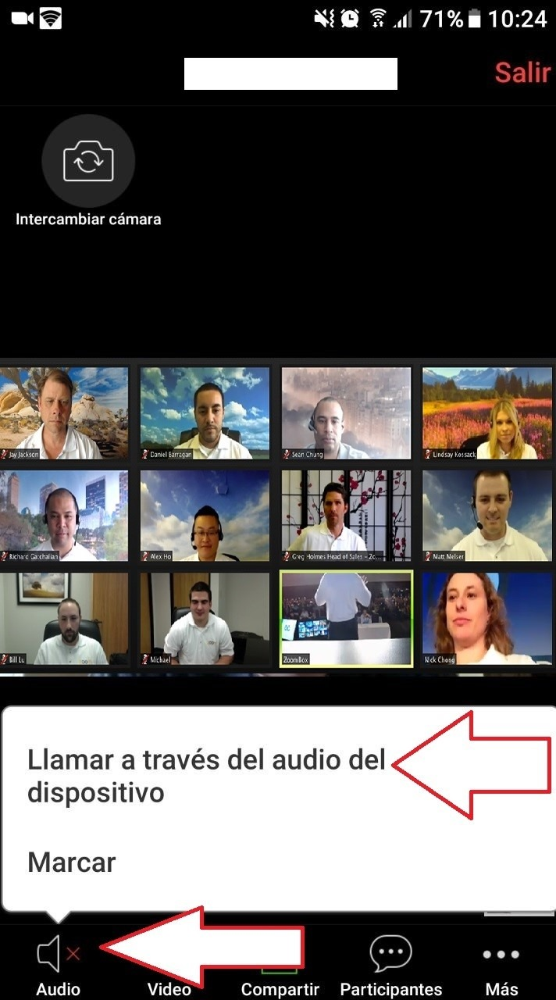 71% 10:24
Salir
Intercambiar cámara
Jay Jackson
Daniel Barragan
Sean Chung
Lindsay Kossack
Richard Gatchalian
Alex Ho
Greg Holmes Head of Sales - Zo...
Matt Melser
Bill Lu
Michael
ZoomBox
Nick Chong
Llamar a través del audio del
dispositivo
Marcar
Audio
Video
Compartir
Participantes
Más